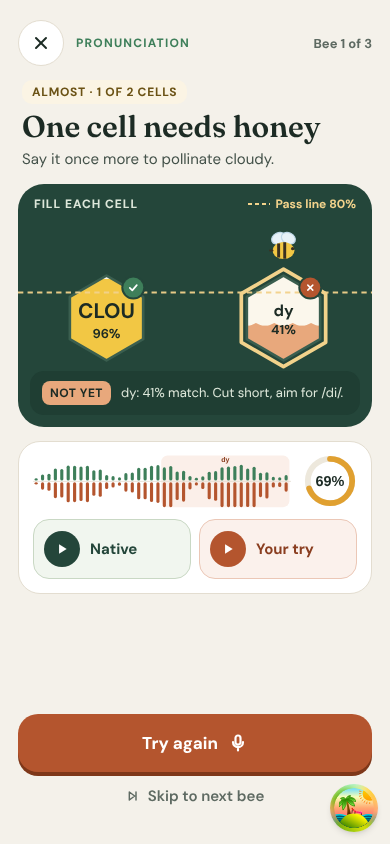 PRONUNCIATION
Bee 1 of 3
ALMOST · 1 OF 2 CELLS
One cell needs honey
Say it once more to pollinate cloudy.
FILL EACH CELL
Pass line 80%
CLOU
96%
dy
41%
NOT YET
dy: 41% match. Cut short, aim for /di/.
dy
69%
Native
Your try
Try again
Skip to next bee